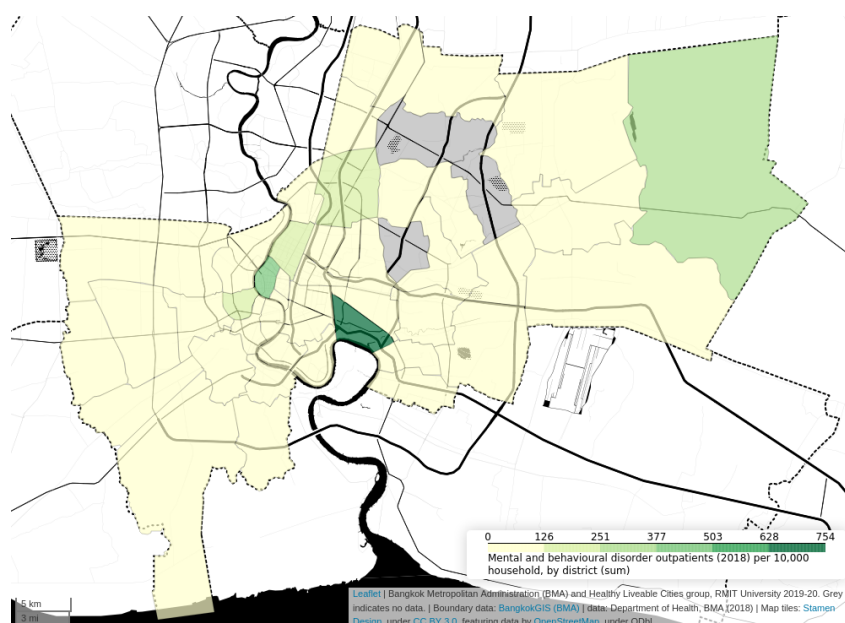 0 126 251 377 503 628 754
Mental and behavioural disorder outpatients (2018) per 10,000
household, by district (sum)
5 km
3 mi
Leaflet | Bangkok Metropolitan Administration (BMA) and Healthy Liveable Cities group, RMIT University 2019-20. Grey
indicates no data. | Boundary data: BangkokGIS (BMA) | data: Department of Health, BMA (2018) | Map tiles: Stamen
Design, under CC BY 3.0, featuring data by OpenStreetMap, under ODbL